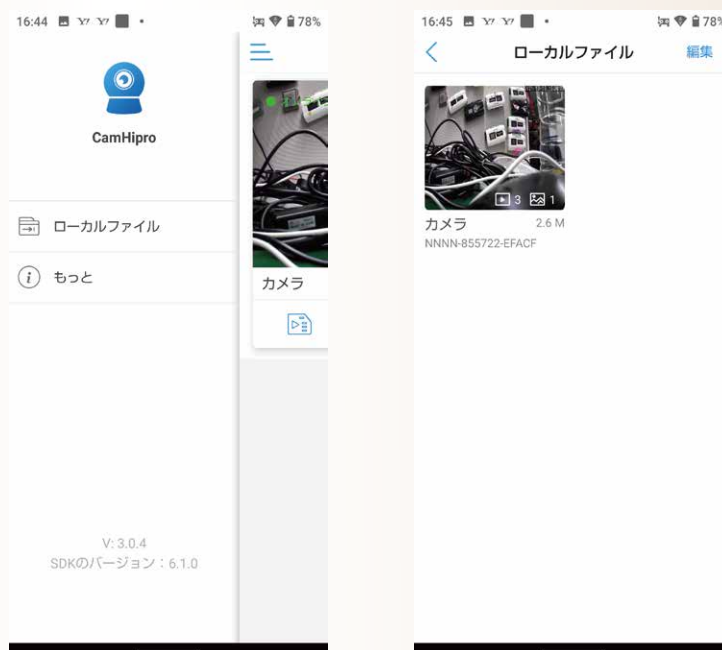 16:44
78%
CamHipro
ローカルファイル
もっと
カメラ
V: 3.0.4
SDKのバージョン：6.1.0
16:45
78%
ローカルファイル
編集
3
1
カメラ
2.6 M
NNNN-855722-EFACF